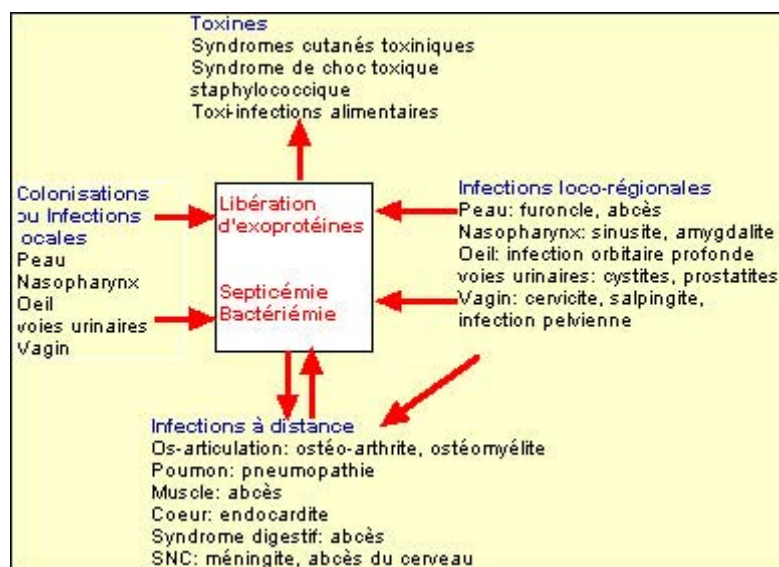 Toxines
Syndromes cutanés toxiniques
Syndrome de choc toxique
staphylococcique
Toxi-infections alimentaires
Colonisations
ou Infections
locales
Peau
Nasopharynx
Oeil
voies urinaires
Vagin
Libération
d'exoprotéines
Septicémie
Bactériémie
Infections loco-régionales
Peau: furoncle, abcès
Nasopharynx: sinusite, amygdalite
Oeil: infection orbitaire profonde
voies urinaires: cystites, prostatites
Vagin: cervicite, salpingite,
infection pelvienne
Infections à distance
Os-articulation: ostéo-arthrite, ostéomyélite
Poumon: pneumopathie
Muscle: abcès
Coeur: endocardite
Syndrome digestif: abcès
SNC: méningite, abcès du cerveau